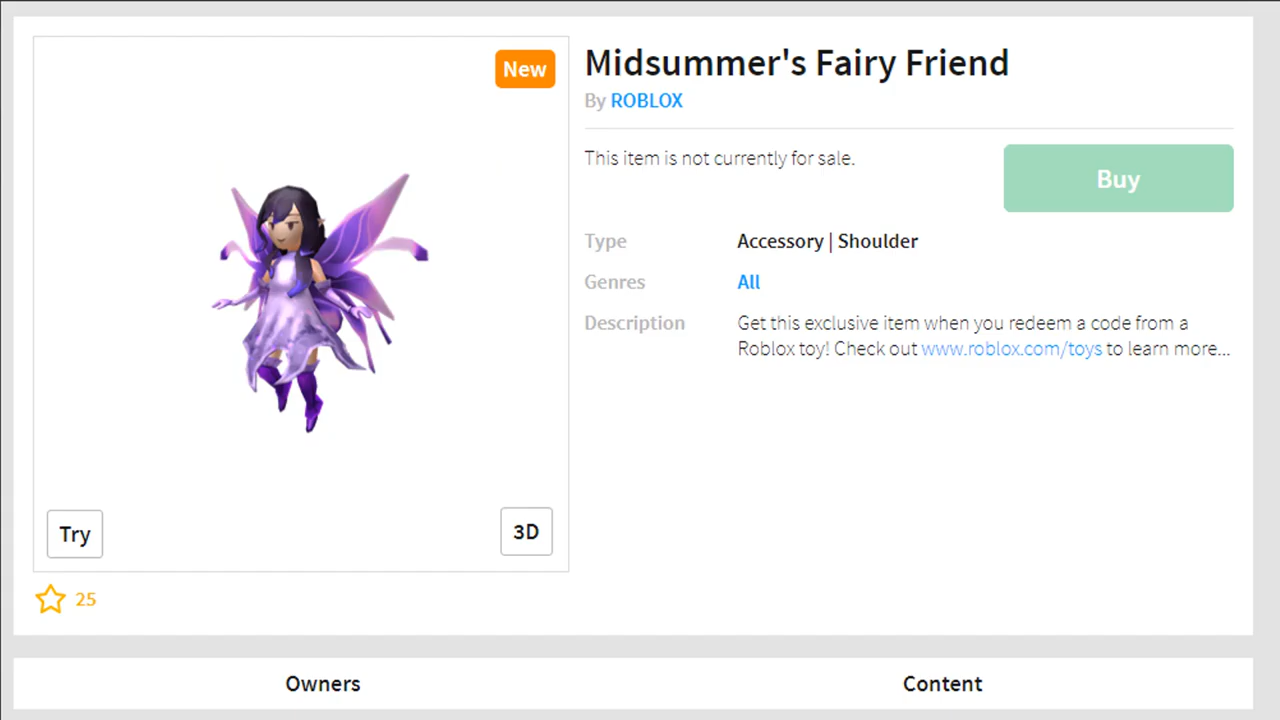 New
Midsummer's Fairy Friend
By ROBLOX
This item is not currently for sale.
Buy
Type Accessory | Shoulder
Genres All
Description Get this exclusive item when you redeem a code from a
Roblox toy! Check out www.roblox.com/toys to learn more...
Try
3D
25
Owners Content